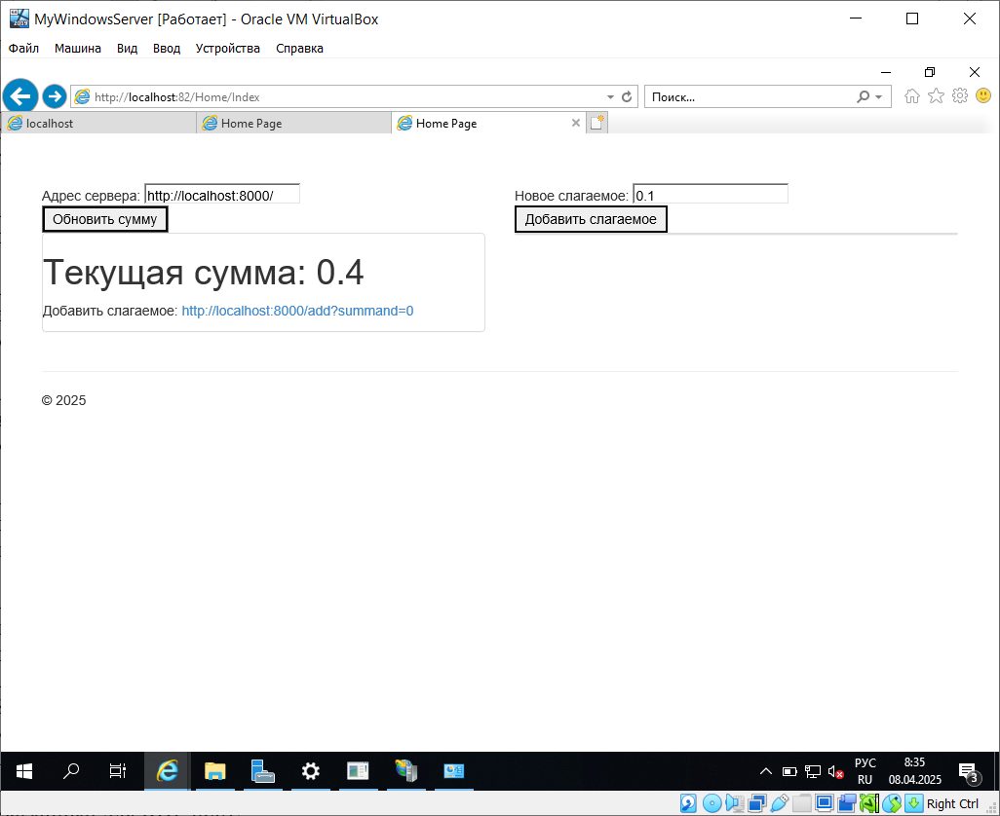 MyWindowsServer [Работает] - Oracle VM VirtualBox
Файл Машина Вид Ввод Устройства Справка
http://localhost:82/Home/Index Поиск...
localhost Home Page Home Page
Адрес сервера: http://localhost:8000/
Обновить сумму
Текущая сумма: 0.4
Добавить слагаемое: http://localhost:8000/add?summand=0
Новое слагаемое: 0.1
Добавить слагаемое
© 2025
РУС
RU
8:35
08.04.2025
3
Right Ctrl